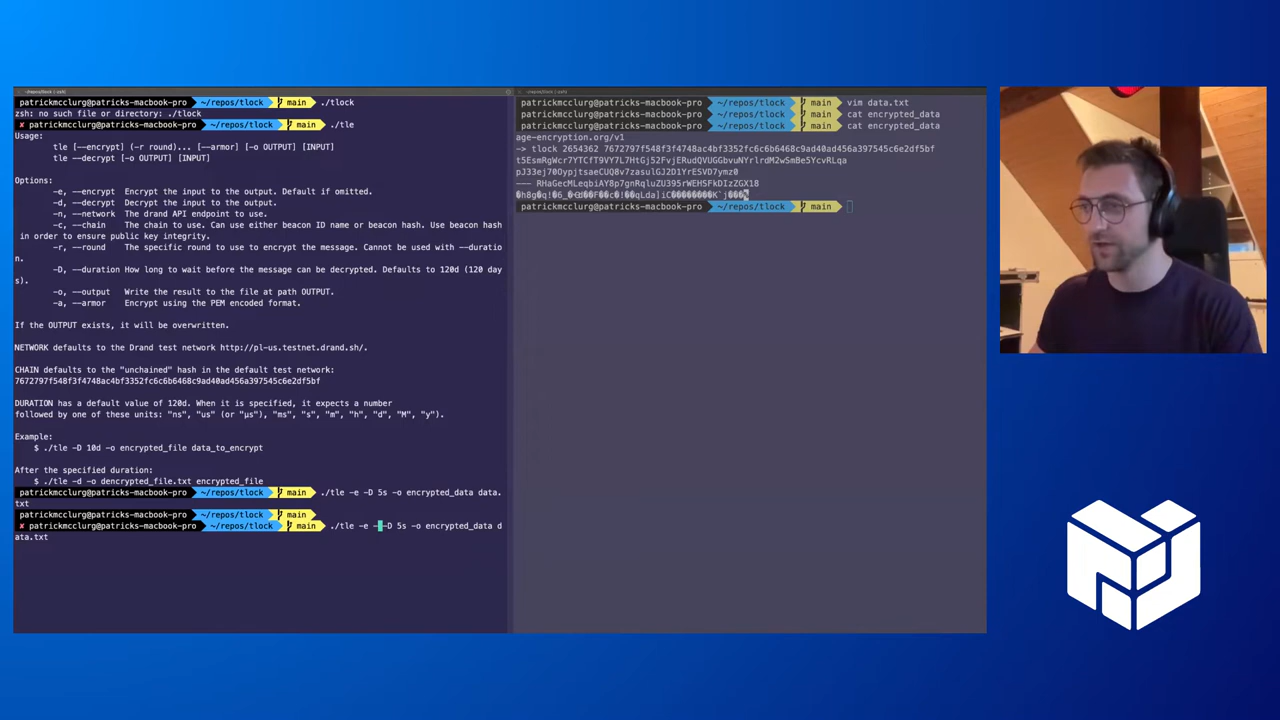 patrickmcclurg@patricks-macbook-pro ~/repos/tlock main ./tlock
zsh: no such file or directory: ./tlock
✘ patrickmcclurg@patricks-macbook-pro ~/repos/tlock main ./tle
Usage:
tle [--encrypt] (-r round)... [--armor] [-o OUTPUT] [INPUT]
tle --decrypt [-o OUTPUT] [INPUT]
Options:
-e, --encrypt Encrypt the input to the output. Default if omitted.
-d, --decrypt Decrypt the input to the output.
-n, --network The drand API endpoint to use.
-c, --chain The chain to use. Can use either beacon ID name or beacon hash. Use beacon hash
in order to ensure public key integrity.
-r, --round The specific round to use to encrypt the message. Cannot be used with --duratio
n.
-D, --duration How long to wait before the message can be decrypted. Defaults to 120d (120 day
s).
-o, --output Write the result to the file at path OUTPUT.
-a, --armor Encrypt using the PEM encoded format.
If the OUTPUT exists, it will be overwritten.
NETWORK defaults to the Drand test network http://pl-us.testnet.drand.sh/.
CHAIN defaults to the "unchained" hash in the default test network:
7672797f548f3f4748ac4bf3352fc6c6b6468c9ad40ad456a397545c6e2df5bf
DURATION has a default value of 120d. When it is specified, it expects a number
followed by one of these units: "ns", "us" (or "µs"), "ms", "s", "m", "h", "d", "M", "y").
Example:
$ ./tle -D 10d -o encrypted_file data_to_encrypt
After the specified duration:
$ ./tle -d -o dencrypted_file.txt encrypted_file
patrickmcclurg@patricks-macbook-pro ~/repos/tlock main ./tle -e -D 5s -o encrypted_data data.
txt
patrickmcclurg@patricks-macbook-pro ~/repos/tlock main
✘ patrickmcclurg@patricks-macbook-pro ~/repos/tlock main ./tle -e --D 5s -o encrypted_data d
ata.txt
patrickmcclurg@patricks-macbook-pro ~/repos/tlock main vim data.txt
patrickmcclurg@patricks-macbook-pro ~/repos/tlock main cat encrypted_data
patrickmcclurg@patricks-macbook-pro ~/repos/tlock main cat encrypted_data
age-encryption.org/v1
-> tlock 2654362 7672797f548f3f4748ac4bf3352fc6c6b6468c9ad40ad456a397545c6e2df5bf
t5EsmRgWcr7YTCfT9VY7L7HtGj52FvjERudQVUGGbvuNYrlrdM2wSmBe5YcvRLqa
pJ33ej70OypjtsaeCUQ8v7zasulGJ2D1YrESVD7ymz0
--- RHaGecMLeqbiAY8p7gnRqluZU395rWEHSFkDIzZGX18
patrickmcclurg@patricks-macbook-pro ~/repos/tlock main